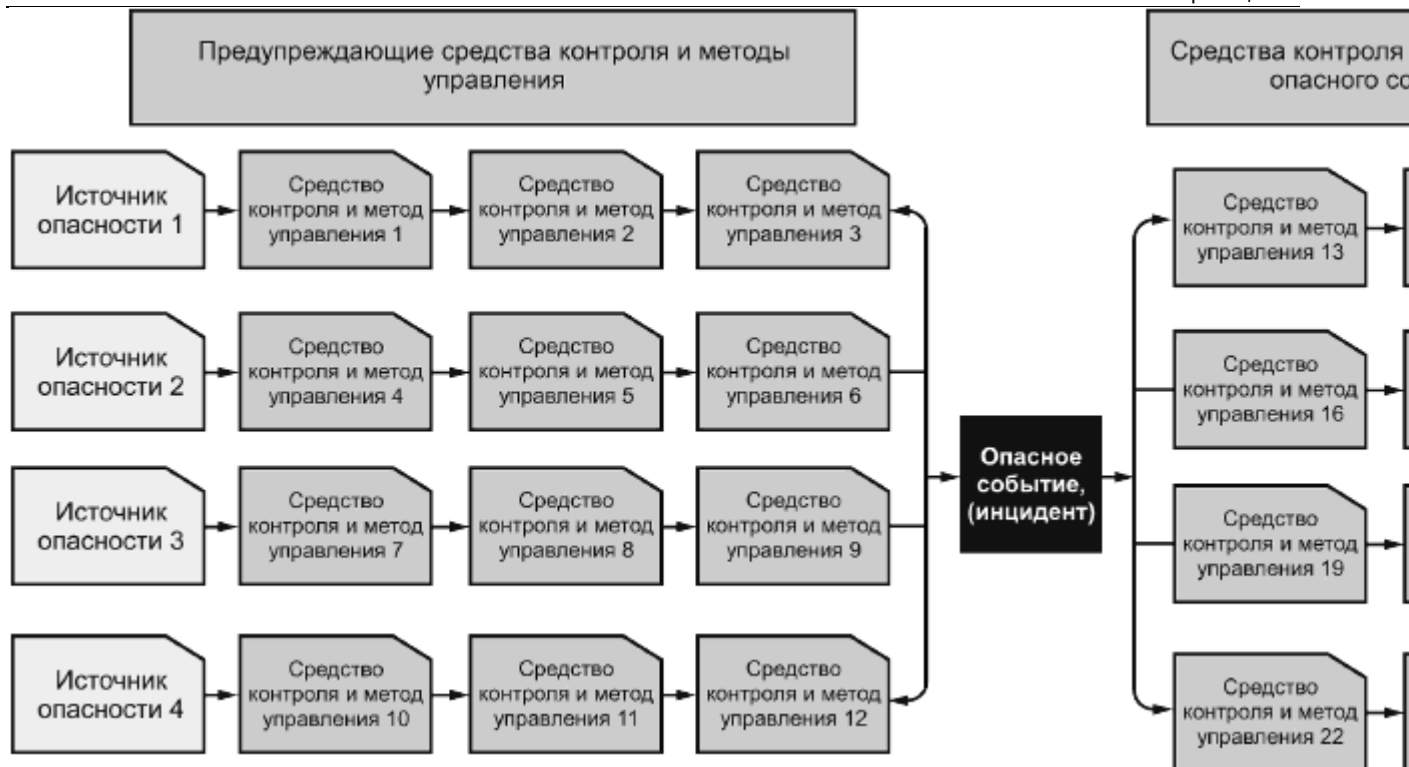 Предупреждающие средства контроля и методы
управления
Средства контроля
опасного
Источник
опасности 1
Средство
контроля и метод
управления 1
Средство
контроля и метод
управления 2
Средство
контроля и метод
управления 3
Средство
контроля и метод
управления 13
Источник
опасности 2
Средство
контроля и метод
управления 4
Средство
контроля и метод
управления 5
Средство
контроля и метод
управления 6
Средство
контроля и метод
управления 16
Опасное
событие,
(инцидент)
Источник
опасности 3
Средство
контроля и метод
управления 7
Средство
контроля и метод
управления 8
Средство
контроля и метод
управления 9
Средство
контроля и метод
управления 19
Источник
опасности 4
Средство
контроля и метод
управления 10
Средство
контроля и метод
управления 11
Средство
контроля и метод
управления 12
Средство
контроля и метод
управления 22